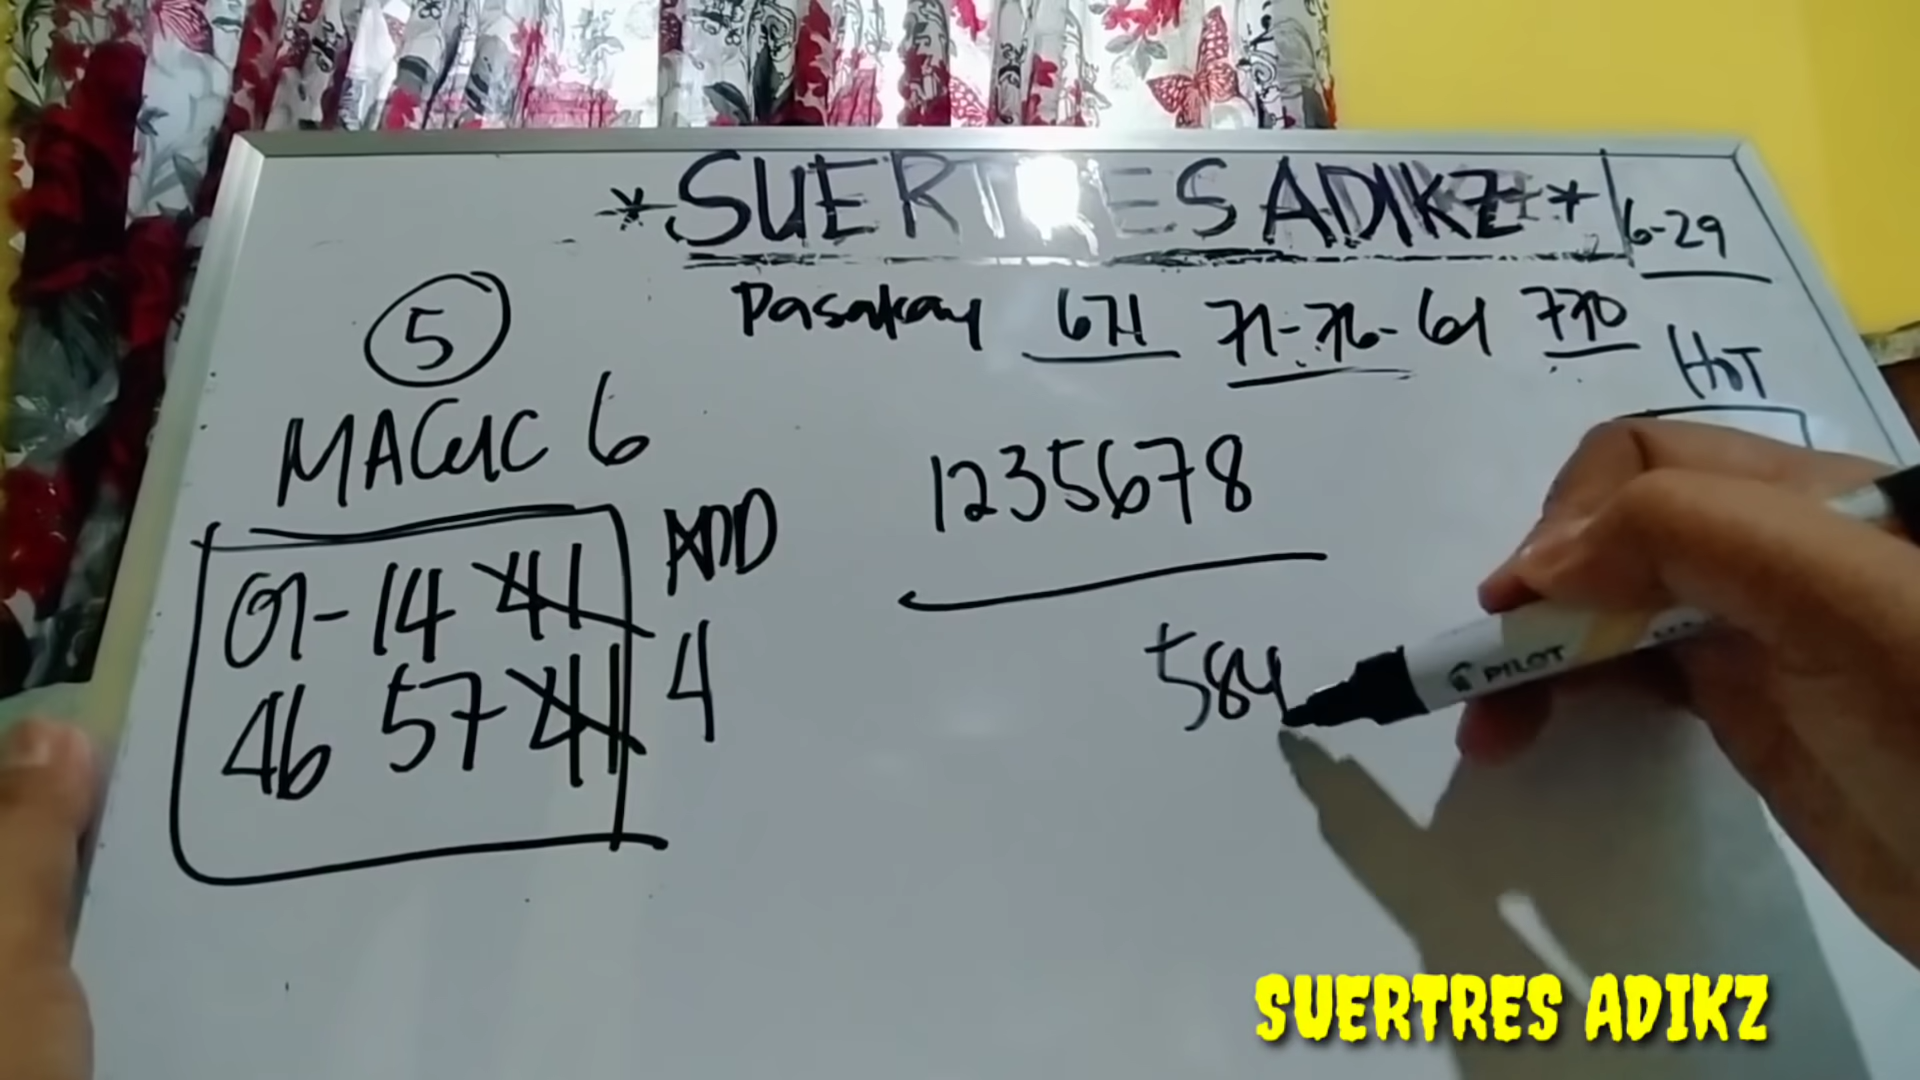 *SUERTRES ADIKZ*
6-29
Pasakay 671 71-76-61 770
HOT
5
MAGIC 6
1235678
ADD
01-14 41
46 57 41
4
584
PILOT
SUERTRES ADIKZ